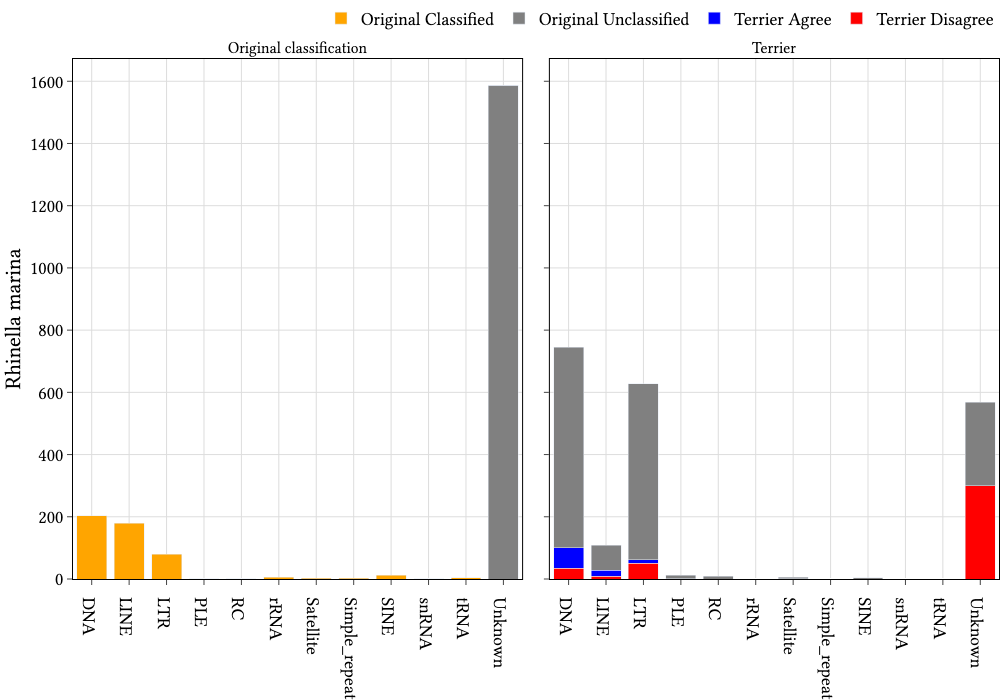 Original Classified Original Unclassified Terrier Agree Terrier Disagree
Original classification Terrier
Rhinella marina
1600
1400
1200
1000
800
600
400
200
0
DNA LINE LTR PLE RC rRNA Satellite Simple_repeat SINE snRNA tRNA Unknown
DNA LINE LTR PLE RC rRNA Satellite Simple_repeat SINE snRNA tRNA Unknown